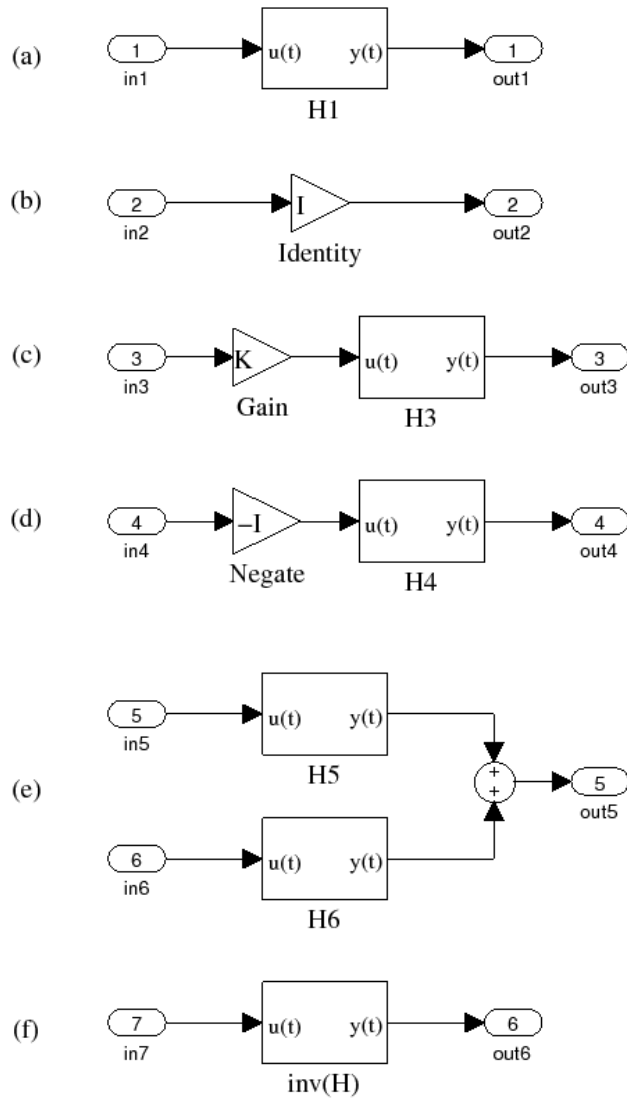 (a) 1 u(t) y(t) 1
in1 H1 out1
(b) 2 I 2
in2 Identity out2
(c) 3 K u(t) y(t) 3
in3 Gain H3 out3
(d) 4 −I u(t) y(t) 4
in4 Negate H4 out4
5 u(t) y(t)
in5 H5
(e) + + 5
out5
6 u(t) y(t)
in6 H6
(f) 7 u(t) y(t) 6
in7 inv(H) out6